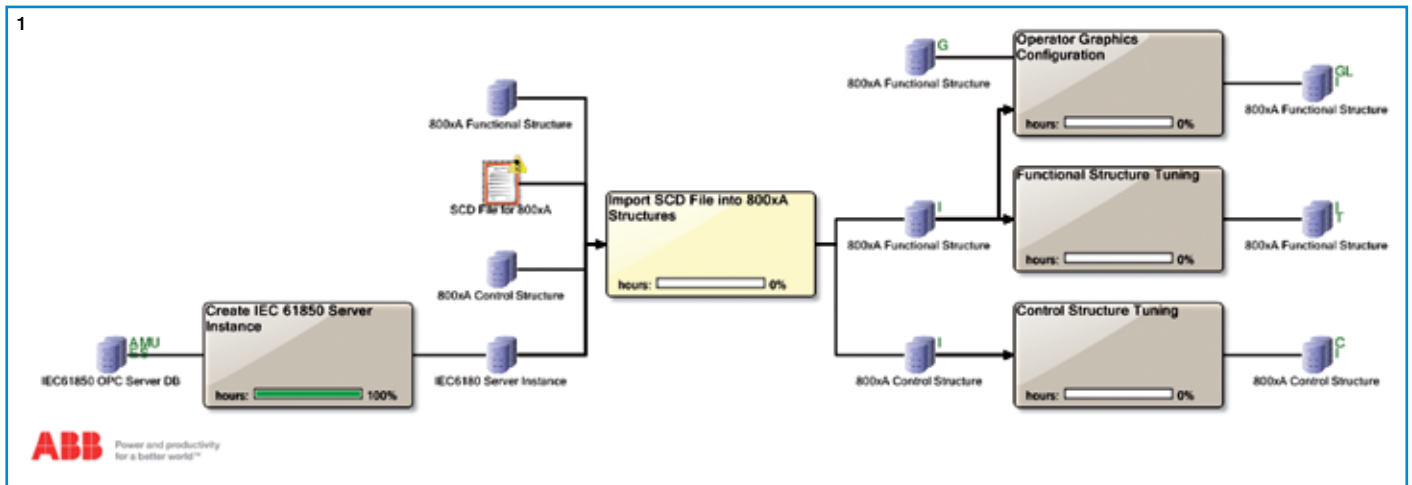 1
Operator Graphics
Configuration
hours:
0%
G
800xA Functional Structure
GL
I
800xA Functional Structure
800xA Functional Structure
SCD File for 800xA
Import SCD File into 800xA
Structures
hours:
0%
Functional Structure Tuning
hours:
0%
I
800xA Functional Structure
L
T
800xA Functional Structure
800xA Control Structure
Create IEC 61850 Server
Instance
hours:
100%
AMU
IEC61850 OPC Server DB
IEC6180 Server Instance
Control Structure Tuning
hours:
0%
I
800xA Control Structure
C
I
800xA Control Structure
ABB
Power and productivity
for a better world™